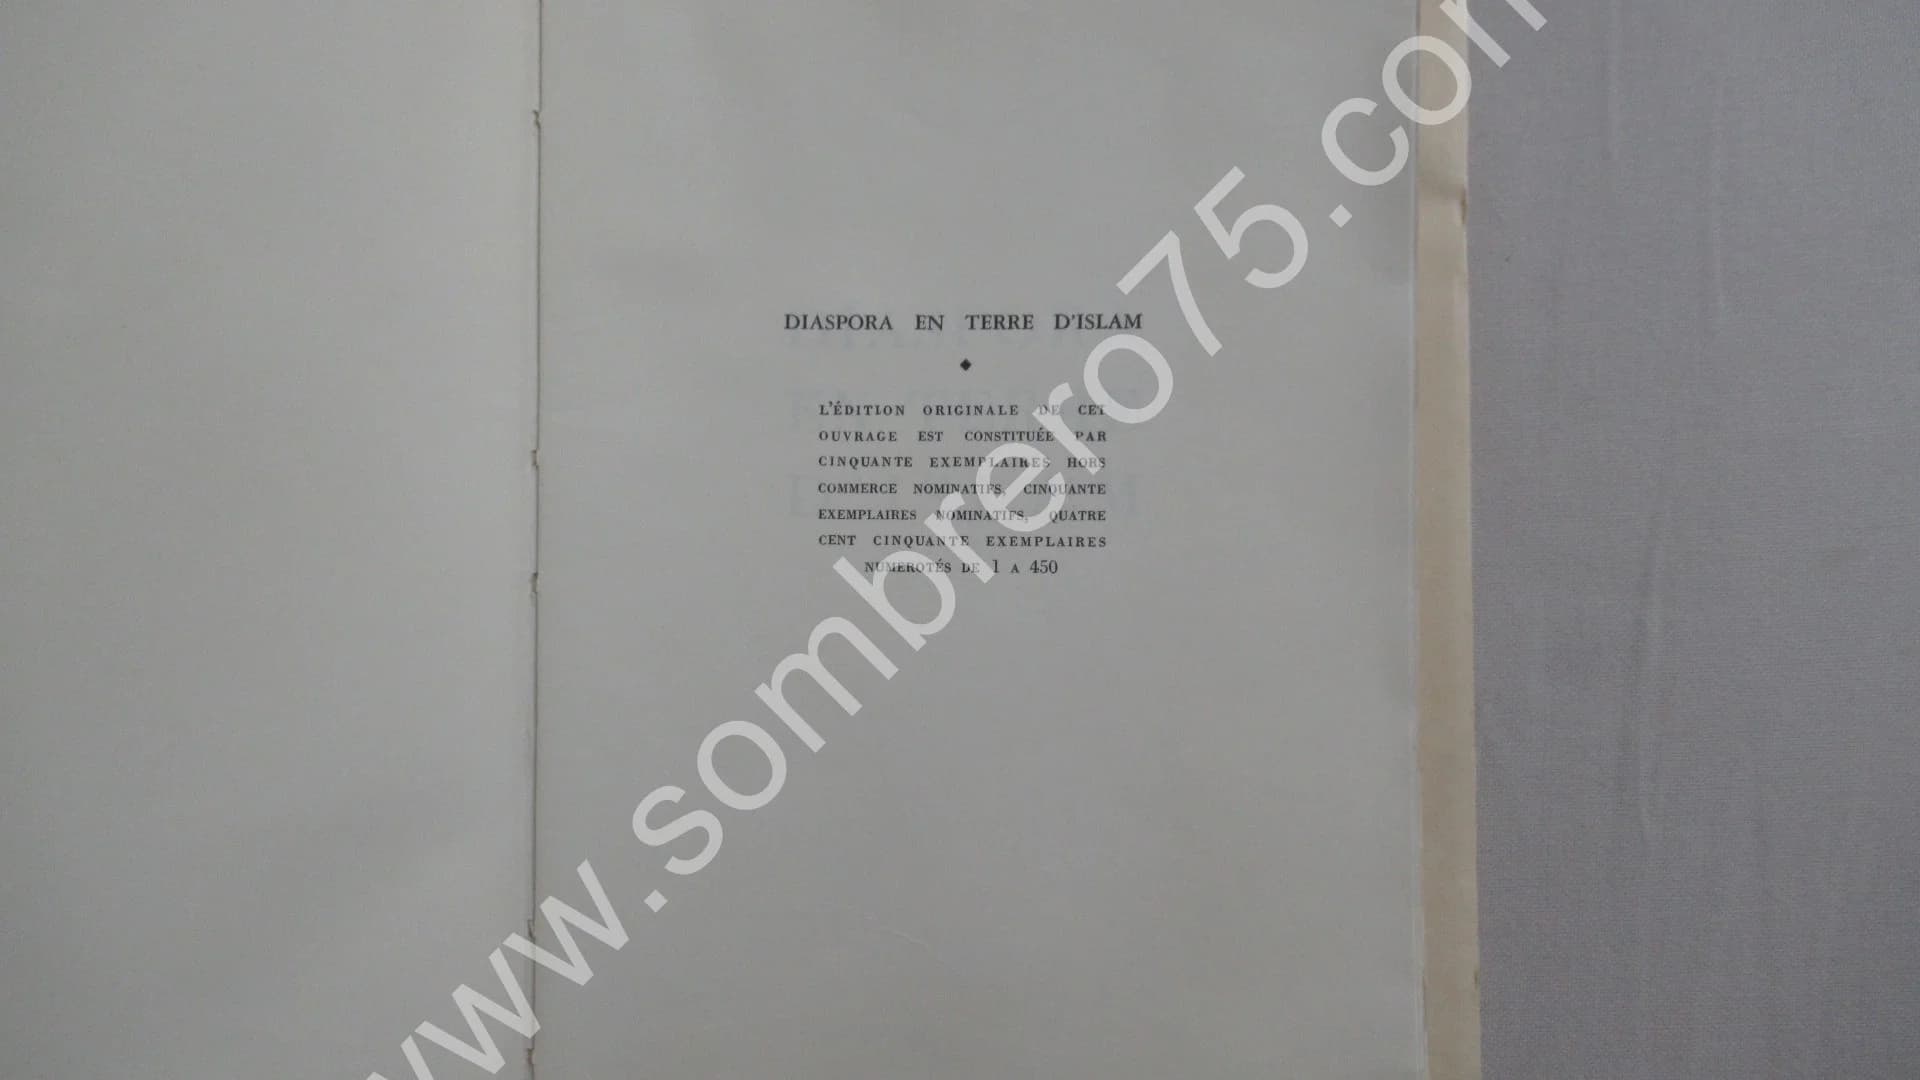 DIASPORA EN TERRE D'ISLAM
L'ÉDITION ORIGINALE DE CET
OUVRAGE EST CONSTITUÉE PAR
CINQUANTE EXEMPLAIRES HORS
COMMERCE NOMINATIFS, CINQUANTE
EXEMPLAIRES NOMINATIFS, QUATRE
CENT CINQUANTE EXEMPLAIRES
NUMEROTÉS DE 1 A 450
www.sombrero75.com